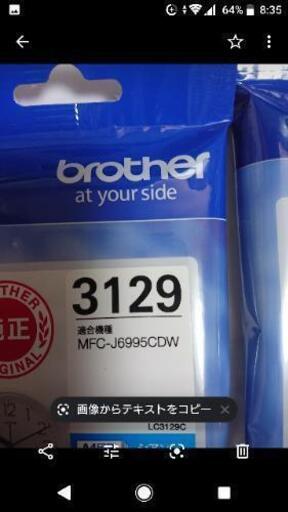 64% 8:35
brother
at your side
3129
適合機種
MFC-J6995CDW
純正
ORIGINAL
画像からテキストをコピー
LC3129C